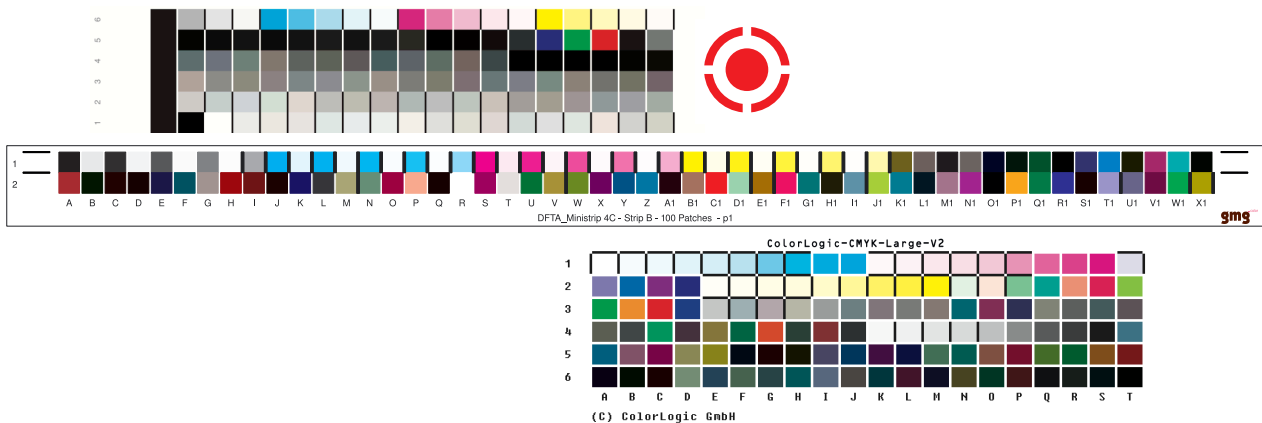 6
5
4
3
2
1
1
2
A B C D E F G H I J K L M N O P Q R S T U V W X Y Z A1 B1 C1 D1 E1 F1 G1 H1 I1 J1 K1 L1 M1 N1 O1 P1 Q1 R1 S1 T1 U1 V1 W1 X1
DFTA_Ministrip 4C - Strip B - 100 Patches - p1
gmg
ColorLogic-CMYK-Large-V2
1
2
3
4
5
6
A B C D E F G H I J K L M N O P Q R S T
(C) ColorLogic GmbH